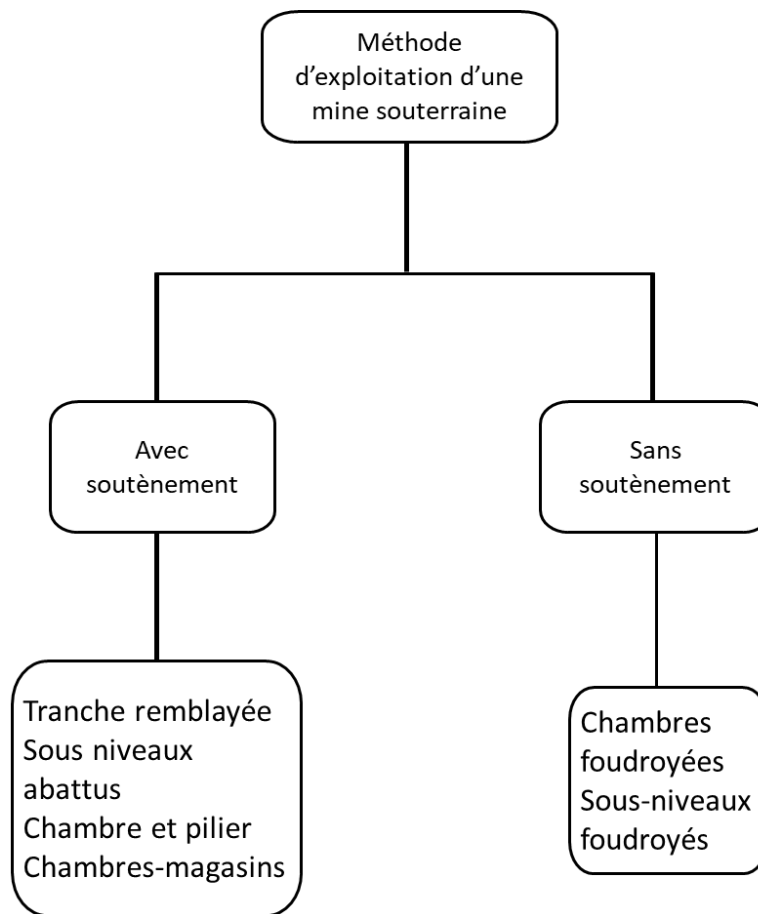 Méthode
d’exploitation d’une
mine souterraine
Avec
soutènement
Sans
soutènement
Tranche remblayée
Sous niveaux
abattus
Chambre et pilier
Chambres-magasins
Chambres
foudroyées
Sous-niveaux
foudroyés